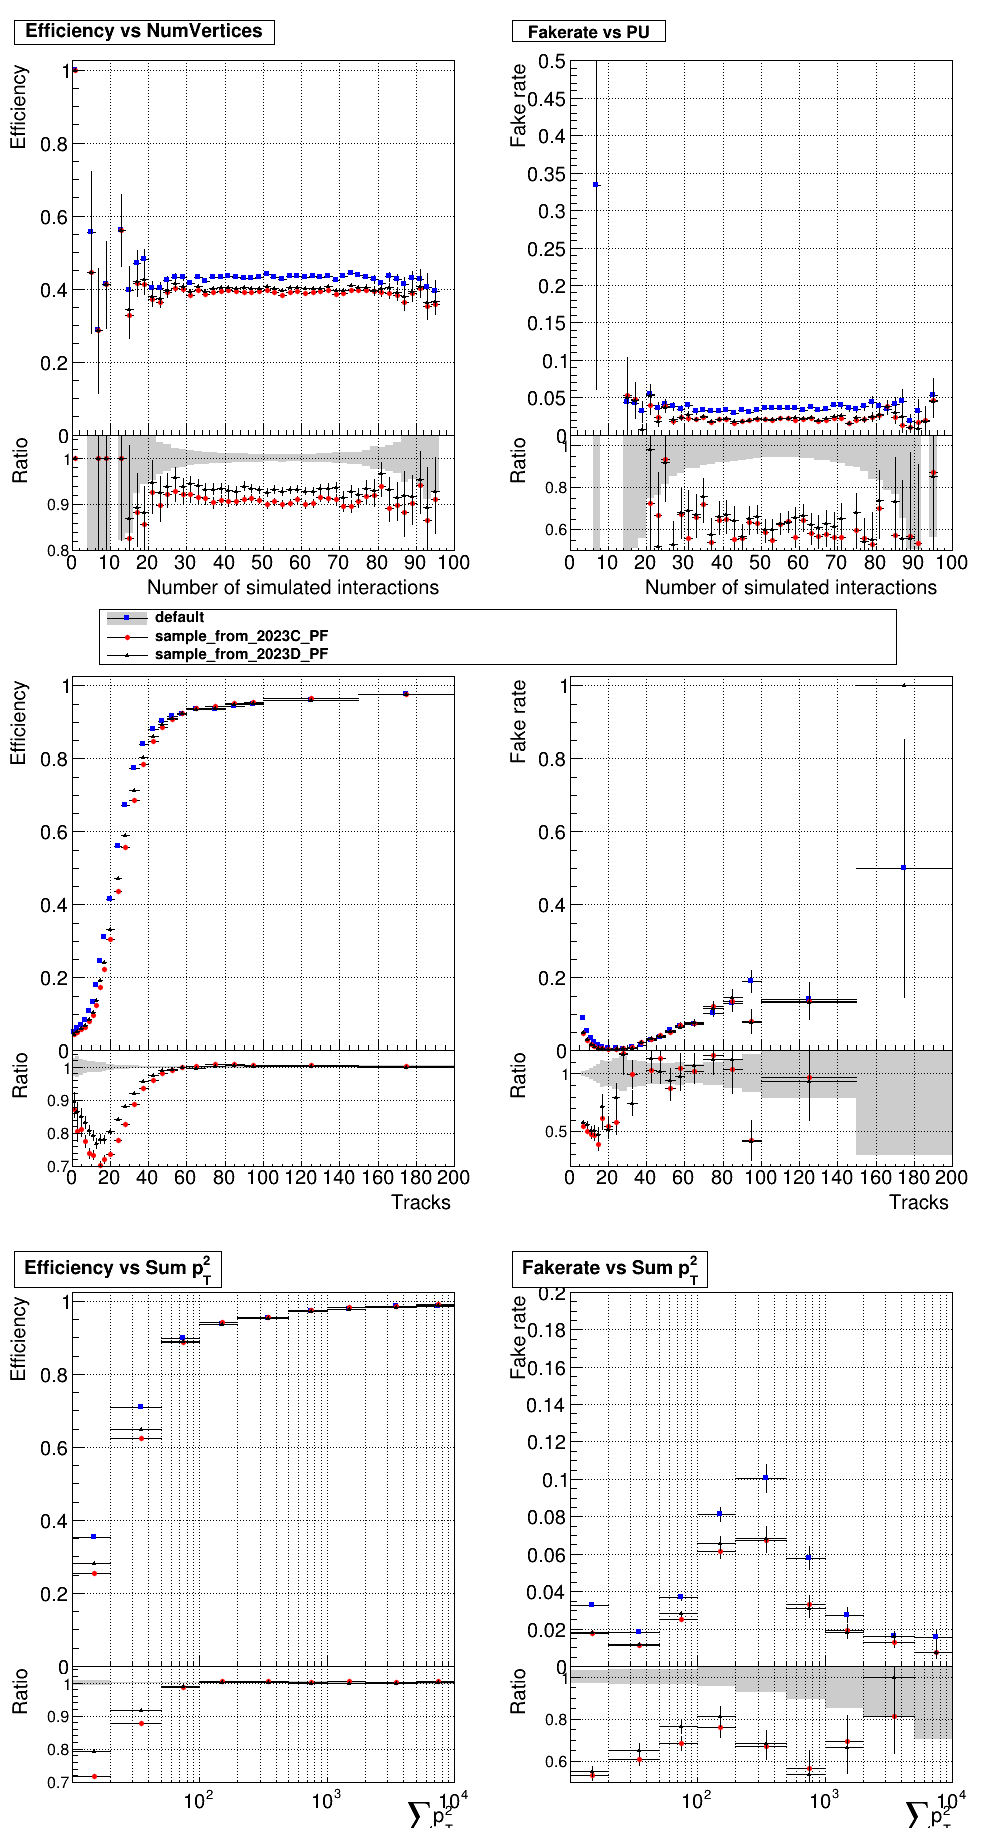 Efficiency vs NumVertices
Fakerate vs PU
Efficiency
1
0.8
0.6
0.4
0.2
0
Ratio
1
0.9
0.8
0 10 20 30 40 50 60 70 80 90 100
Number of simulated interactions
Fake rate
0.5
0.45
0.4
0.35
0.3
0.25
0.2
0.15
0.1
0.05
0
Ratio
1
0.8
0.6
0 10 20 30 40 50 60 70 80 90 100
Number of simulated interactions
default
sample_from_2023C_PF
sample_from_2023D_PF
Efficiency
1
0.8
0.6
0.4
0.2
0
Ratio
1
0.9
0.8
0.7
0 20 40 60 80 100 120 140 160 180 200
Tracks
Fake rate
1
0.8
0.6
0.4
0.2
0
Ratio
1
0.5
0 20 40 60 80 100 120 140 160 180 200
Tracks
Efficiency vs Sum p_T^2
Fakerate vs Sum p_T^2
Efficiency
1
0.8
0.6
0.4
0.2
0
Ratio
1
0.9
0.8
0.7
10^2 10^3 10^4
∑p_T^2
Fake rate
0.2
0.18
0.16
0.14
0.12
0.1
0.08
0.06
0.04
0.02
0
Ratio
1
0.8
0.6
10^2 10^3 10^4
∑p_T^2